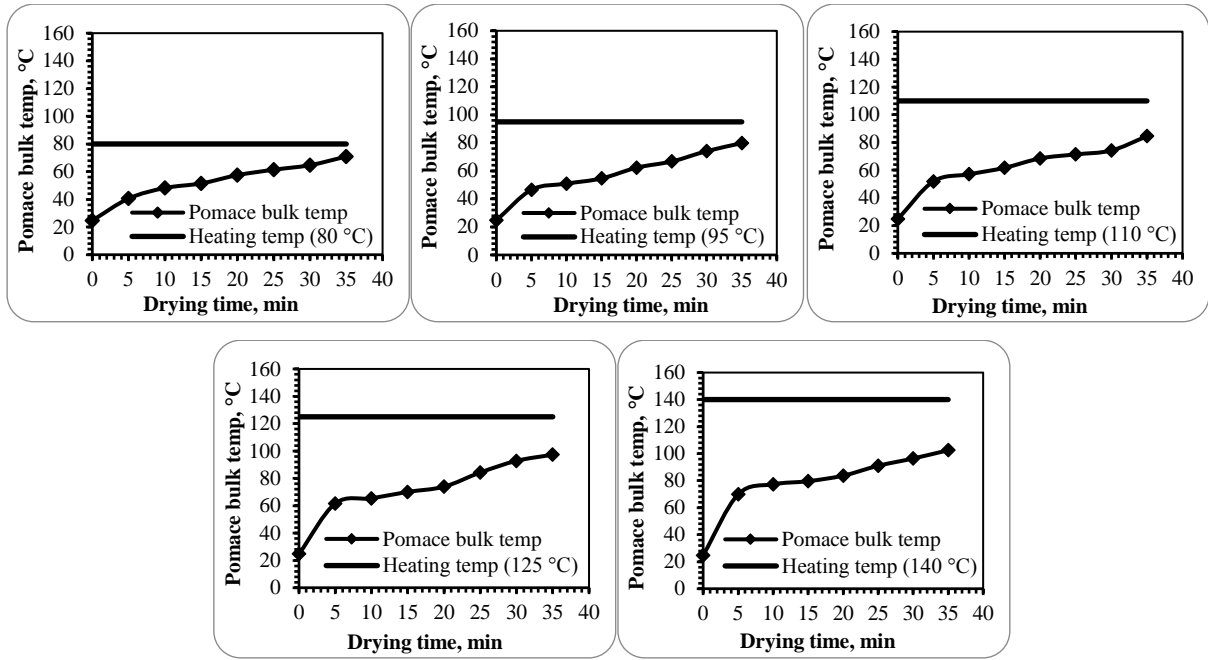 Pomace bulk temp, °C
160
140
120
100
80
60
40
20
0
Pomace bulk temp
Heating temp (80 °C)
0 5 10 15 20 25 30 35 40
Drying time, min
Pomace bulk temp, °C
160
140
120
100
80
60
40
20
0
Pomace bulk temp
Heating temp (95 °C)
0 5 10 15 20 25 30 35 40
Drying time, min
Pomace bulk temp, °C
160
140
120
100
80
60
40
20
0
Pomace bulk temp
Heating temp (110 °C)
0 5 10 15 20 25 30 35 40
Drying time, min
Pomace bulk temp, °C
160
140
120
100
80
60
40
20
0
Pomace bulk temp
Heating temp (125 °C)
0 5 10 15 20 25 30 35 40
Drying time, min
Pomace bulk temp, °C
160
140
120
100
80
60
40
20
0
Pomace bulk temp
Heating temp (140 °C)
0 5 10 15 20 25 30 35 40
Drying time, min